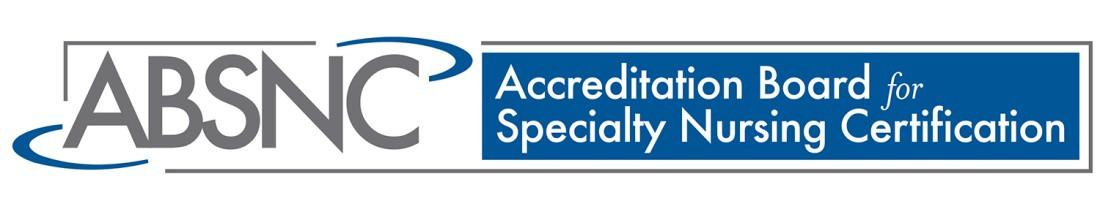 ABSNC
Accreditation Board for
Specialty Nursing Certification